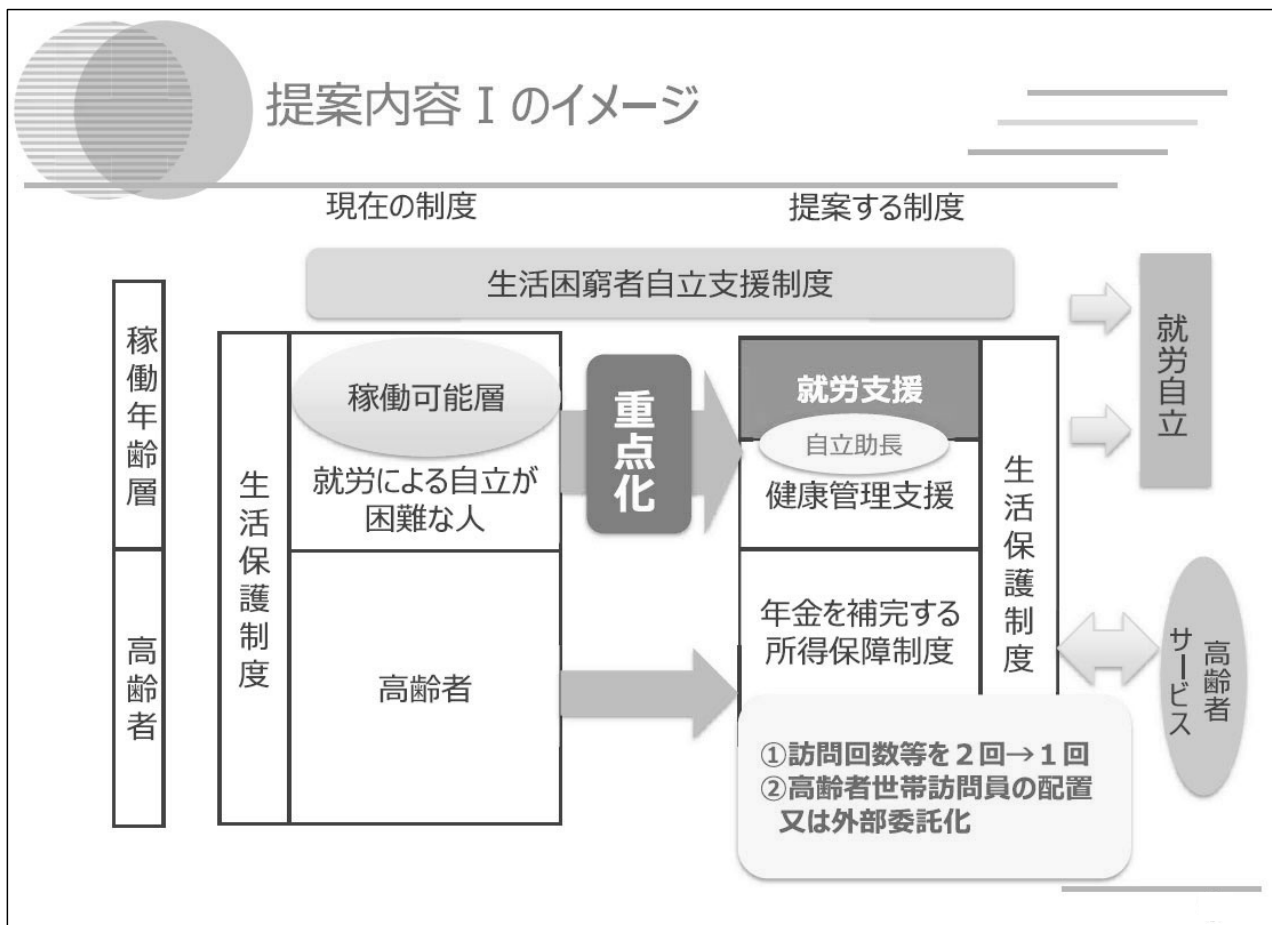 提案内容Ⅰのイメージ
現在の制度
提案する制度
生活困窮者自立支援制度
稼働年齢層
高齢者
生活保護制度
稼働可能層
就労による自立が
困難な人
高齢者
重点化
就労支援
自立助長
健康管理支援
年金を補完する
所得保障制度
生活保護制度
①訪問回数等を2回→1回
②高齢者世帯訪問員の配置
又は外部委託化
就労自立
高齢者
サービス